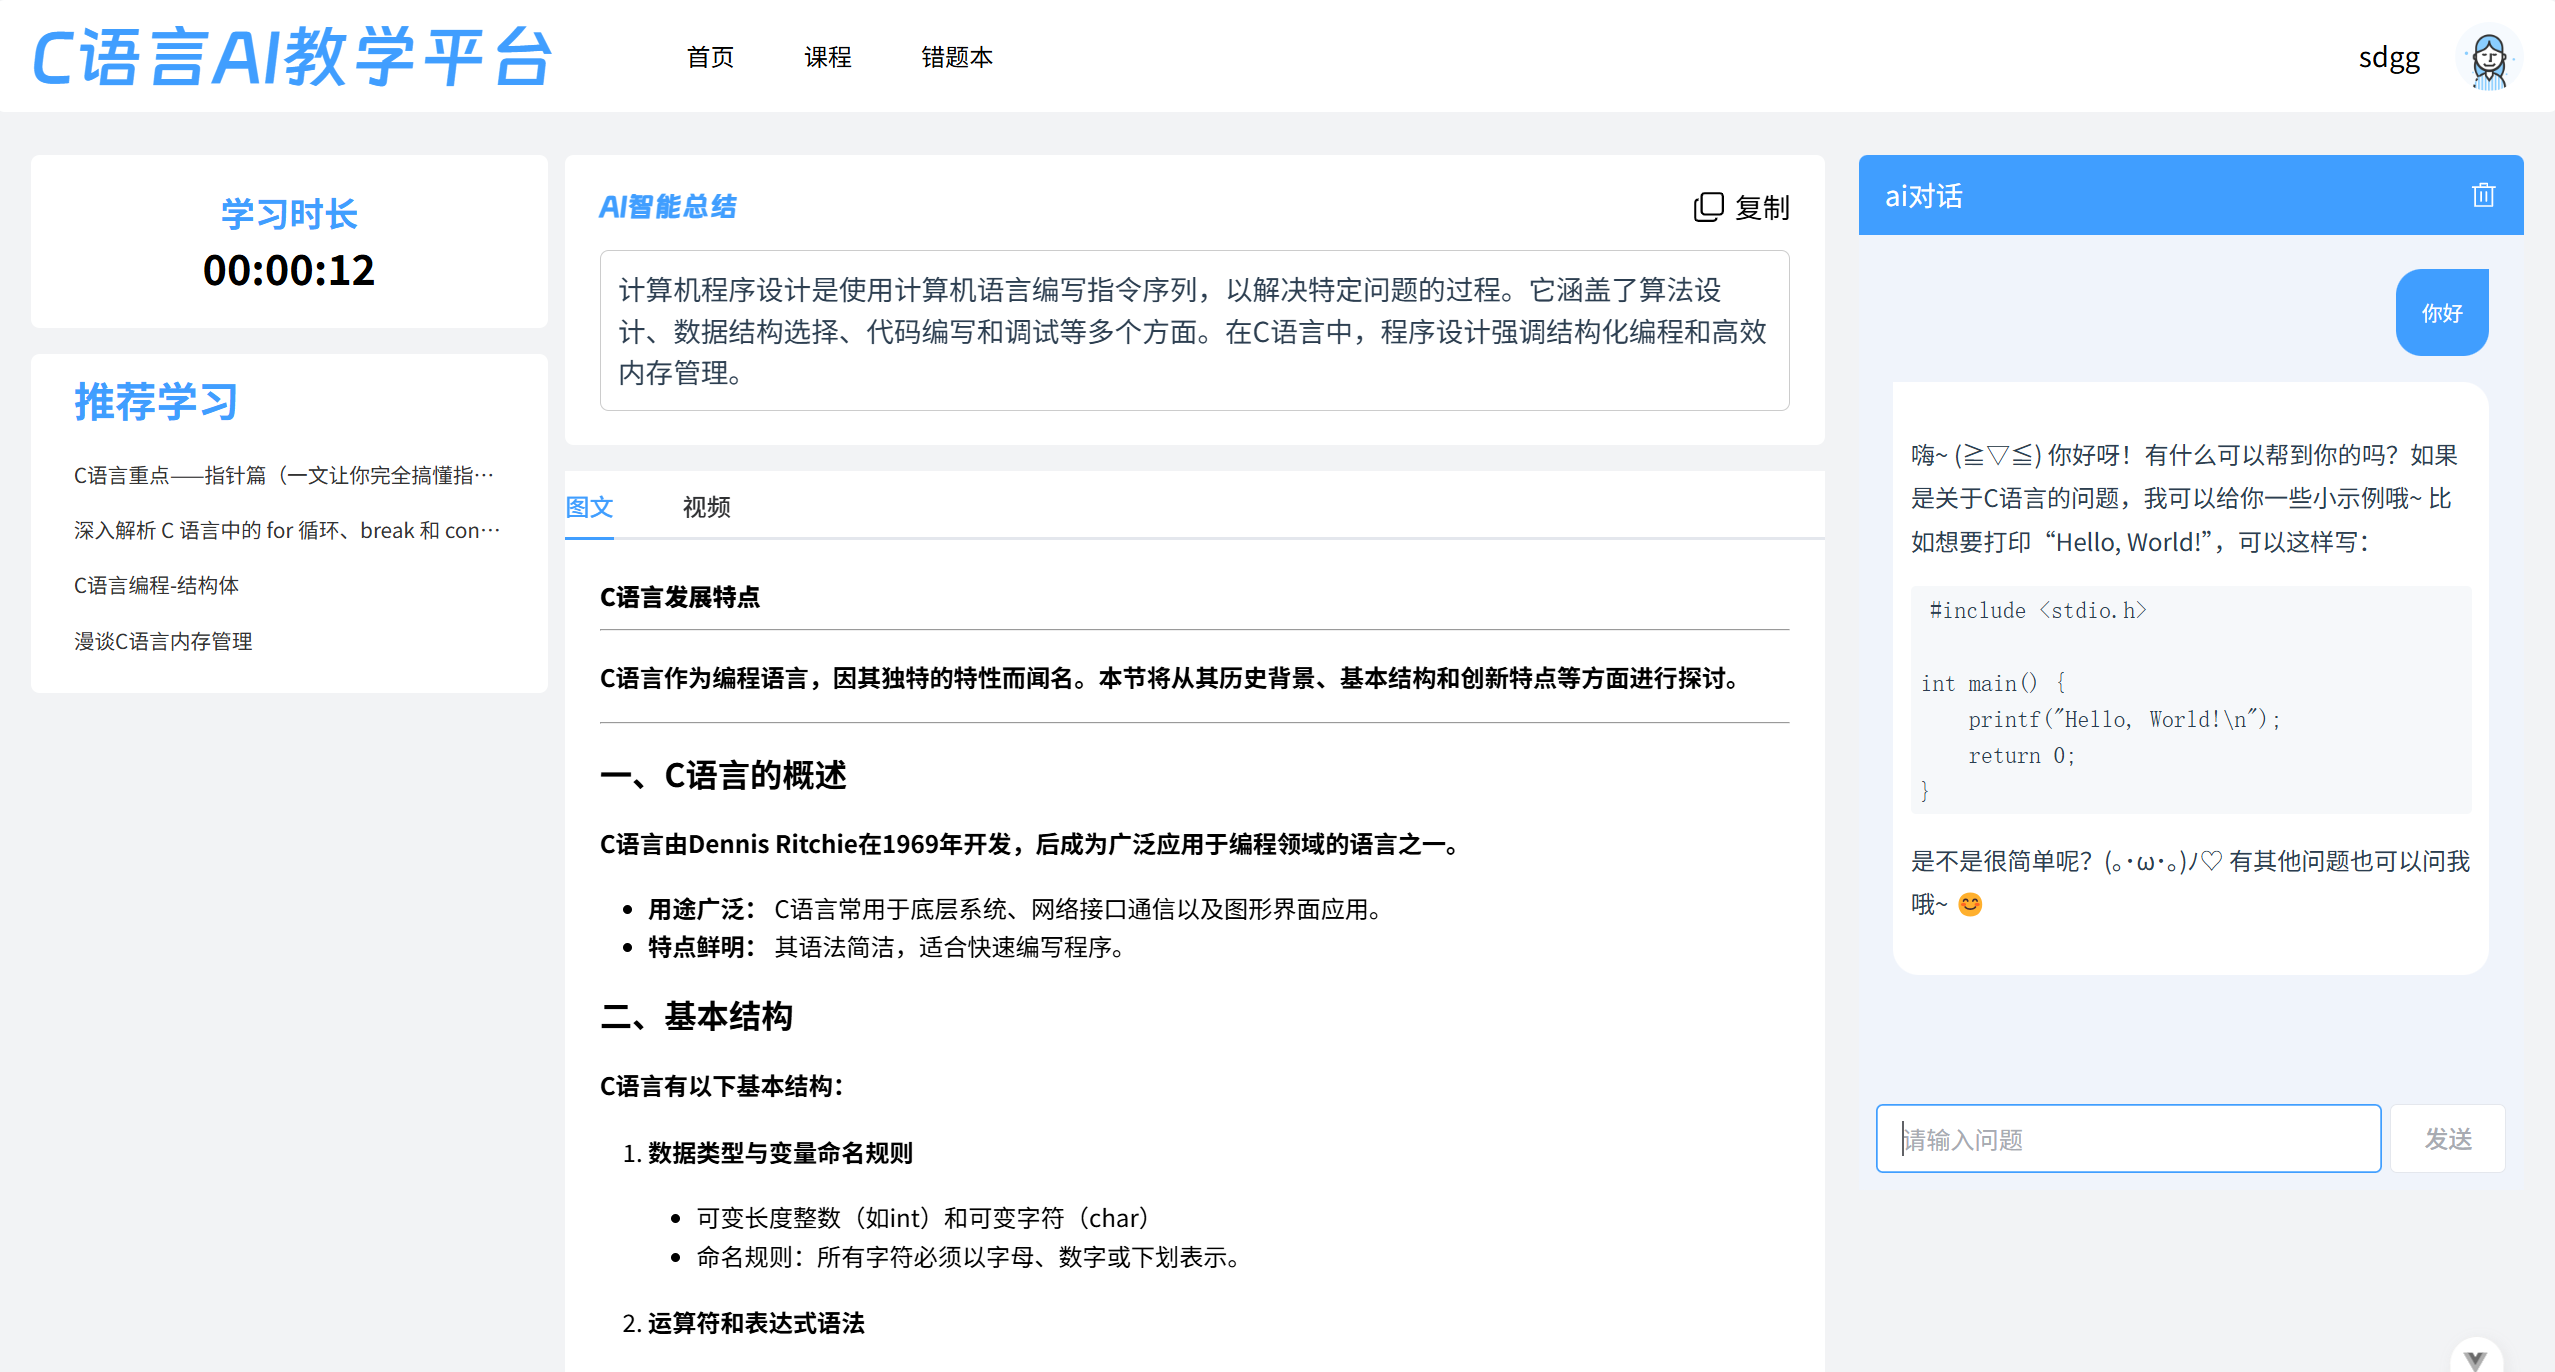 C语言AI教学平台
首页
课程
错题本
sdgg
学习时长
00:00:12
推荐学习
C语言重点——指针篇（一文让你完全搞懂指…
深入解析 C 语言中的 for 循环、break 和 con…
C语言编程-结构体
漫谈C语言内存管理
AI智能总结
复制
计算机程序设计是使用计算机语言编写指令序列，以解决特定问题的过程。它涵盖了算法设
计、数据结构选择、代码编写和调试等多个方面。在C语言中，程序设计强调结构化编程和高效
内存管理。
图文
视频
C语言发展特点
C语言作为编程语言，因其独特的特性而闻名。本节将从其历史背景、基本结构和创新特点等方面进行探讨。
一、C语言的概述
C语言由Dennis Ritchie在1969年开发，后成为广泛应用于编程领域的语言之一。
• 用途广泛： C语言常用于底层系统、网络接口通信以及图形界面应用。
• 特点鲜明： 其语法简洁，适合快速编写程序。
二、基本结构
C语言有以下基本结构：
1. 数据类型与变量命名规则
• 可变长度整数（如int）和可变字符（char）
• 命名规则：所有字符必须以字母、数字或下划表示。
2. 运算符和表达式语法
ai对话
你好
嗨~ (≧▽≦) 你好呀！有什么可以帮到你的吗？如果
是关于C语言的问题，我可以给你一些小示例哦~ 比
如想要打印“Hello, World!”，可以这样写：
#include <stdio.h>
int main() {
    printf("Hello, World!\n");
    return 0;
}
是不是很简单呢？(｡･ω･｡)ﾉ♡ 有其他问题也可以问我
哦~ 😊
请输入问题
发送